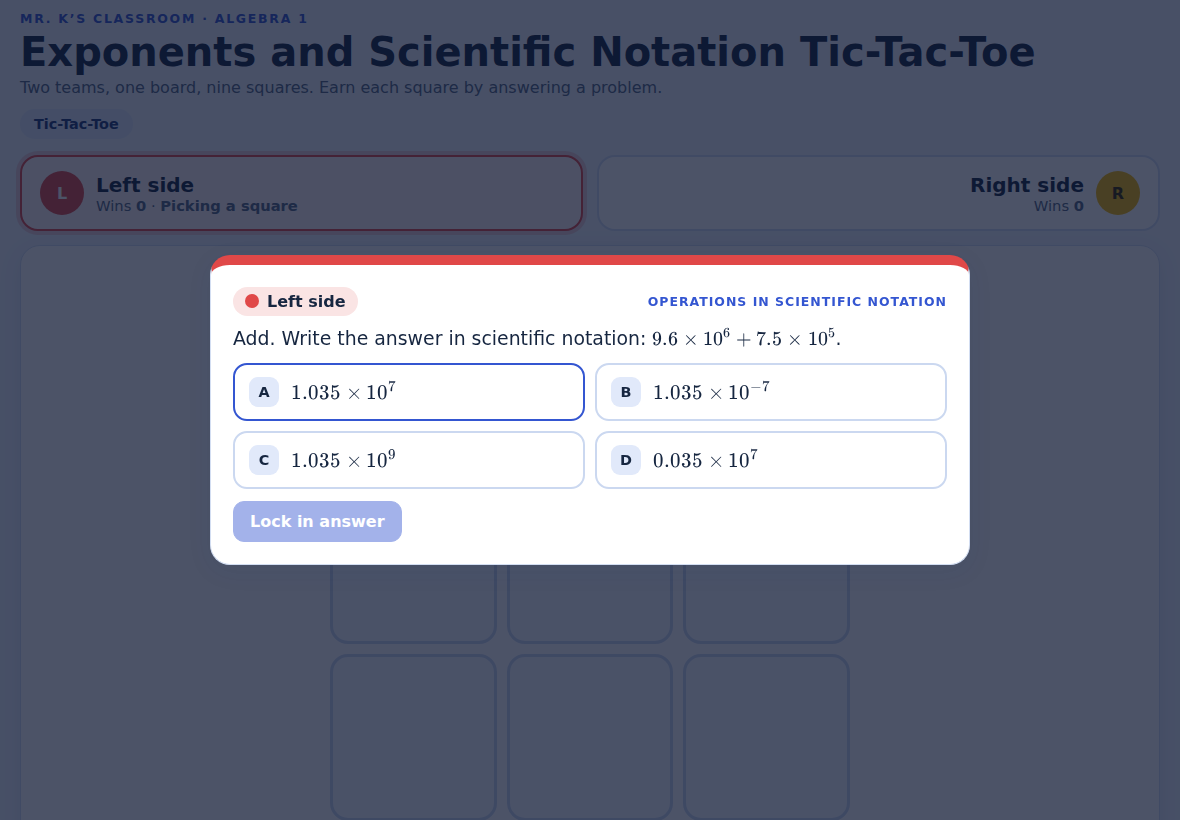 MR. K’S CLASSROOM · ALGEBRA 1
Exponents and Scientific Notation Tic-Tac-Toe
Two teams, one board, nine squares. Earn each square by answering a problem.
Tic-Tac-Toe
L
Left side
Wins 0 · Picking a square
Right side
Wins 0
R
Left side
OPERATIONS IN SCIENTIFIC NOTATION
Add. Write the answer in scientific notation: 9.6 × 10⁶ + 7.5 × 10⁵.
A 1.035 × 10⁷
B 1.035 × 10⁻⁷
C 1.035 × 10⁹
D 0.035 × 10⁷
Lock in answer